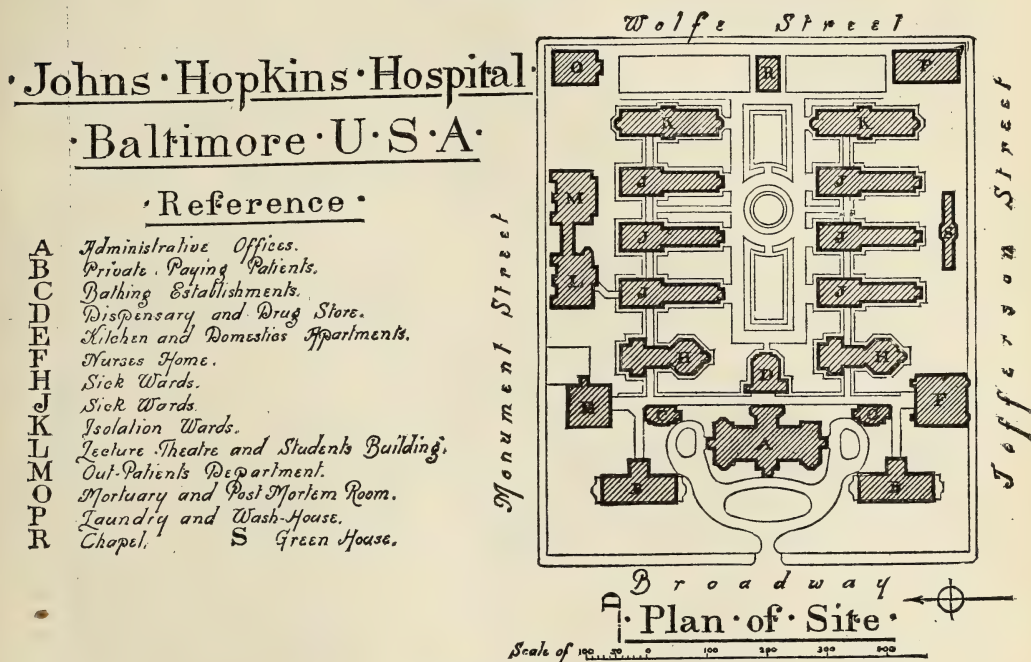 Wolfe Street
·Johns·Hopkins·Hospital·
·Baltimore·U·S·A·
·Reference·
A Administrative Offices.
B Private Paying Patients.
C Bathing Establishments.
D Dispensary and Drug Store.
E Kitchen and Domestics Apartments.
F Nurses Home.
H Sick Wards.
J Sick Wards.
K Isolation Wards.
L Lecture Theatre and Students Building.
M Out-Patients Department.
O Mortuary and Post Mortem Room.
P Laundry and Wash-House.
R Chapel. S Green House.
Monument Street
Jefferson Street
O R P
K K
J J
M
J J S
L J J
H D H
E C A C F
B B
Broadway
D
·Plan·of·Site·
Scale of 100 50 0 100 200 300 400